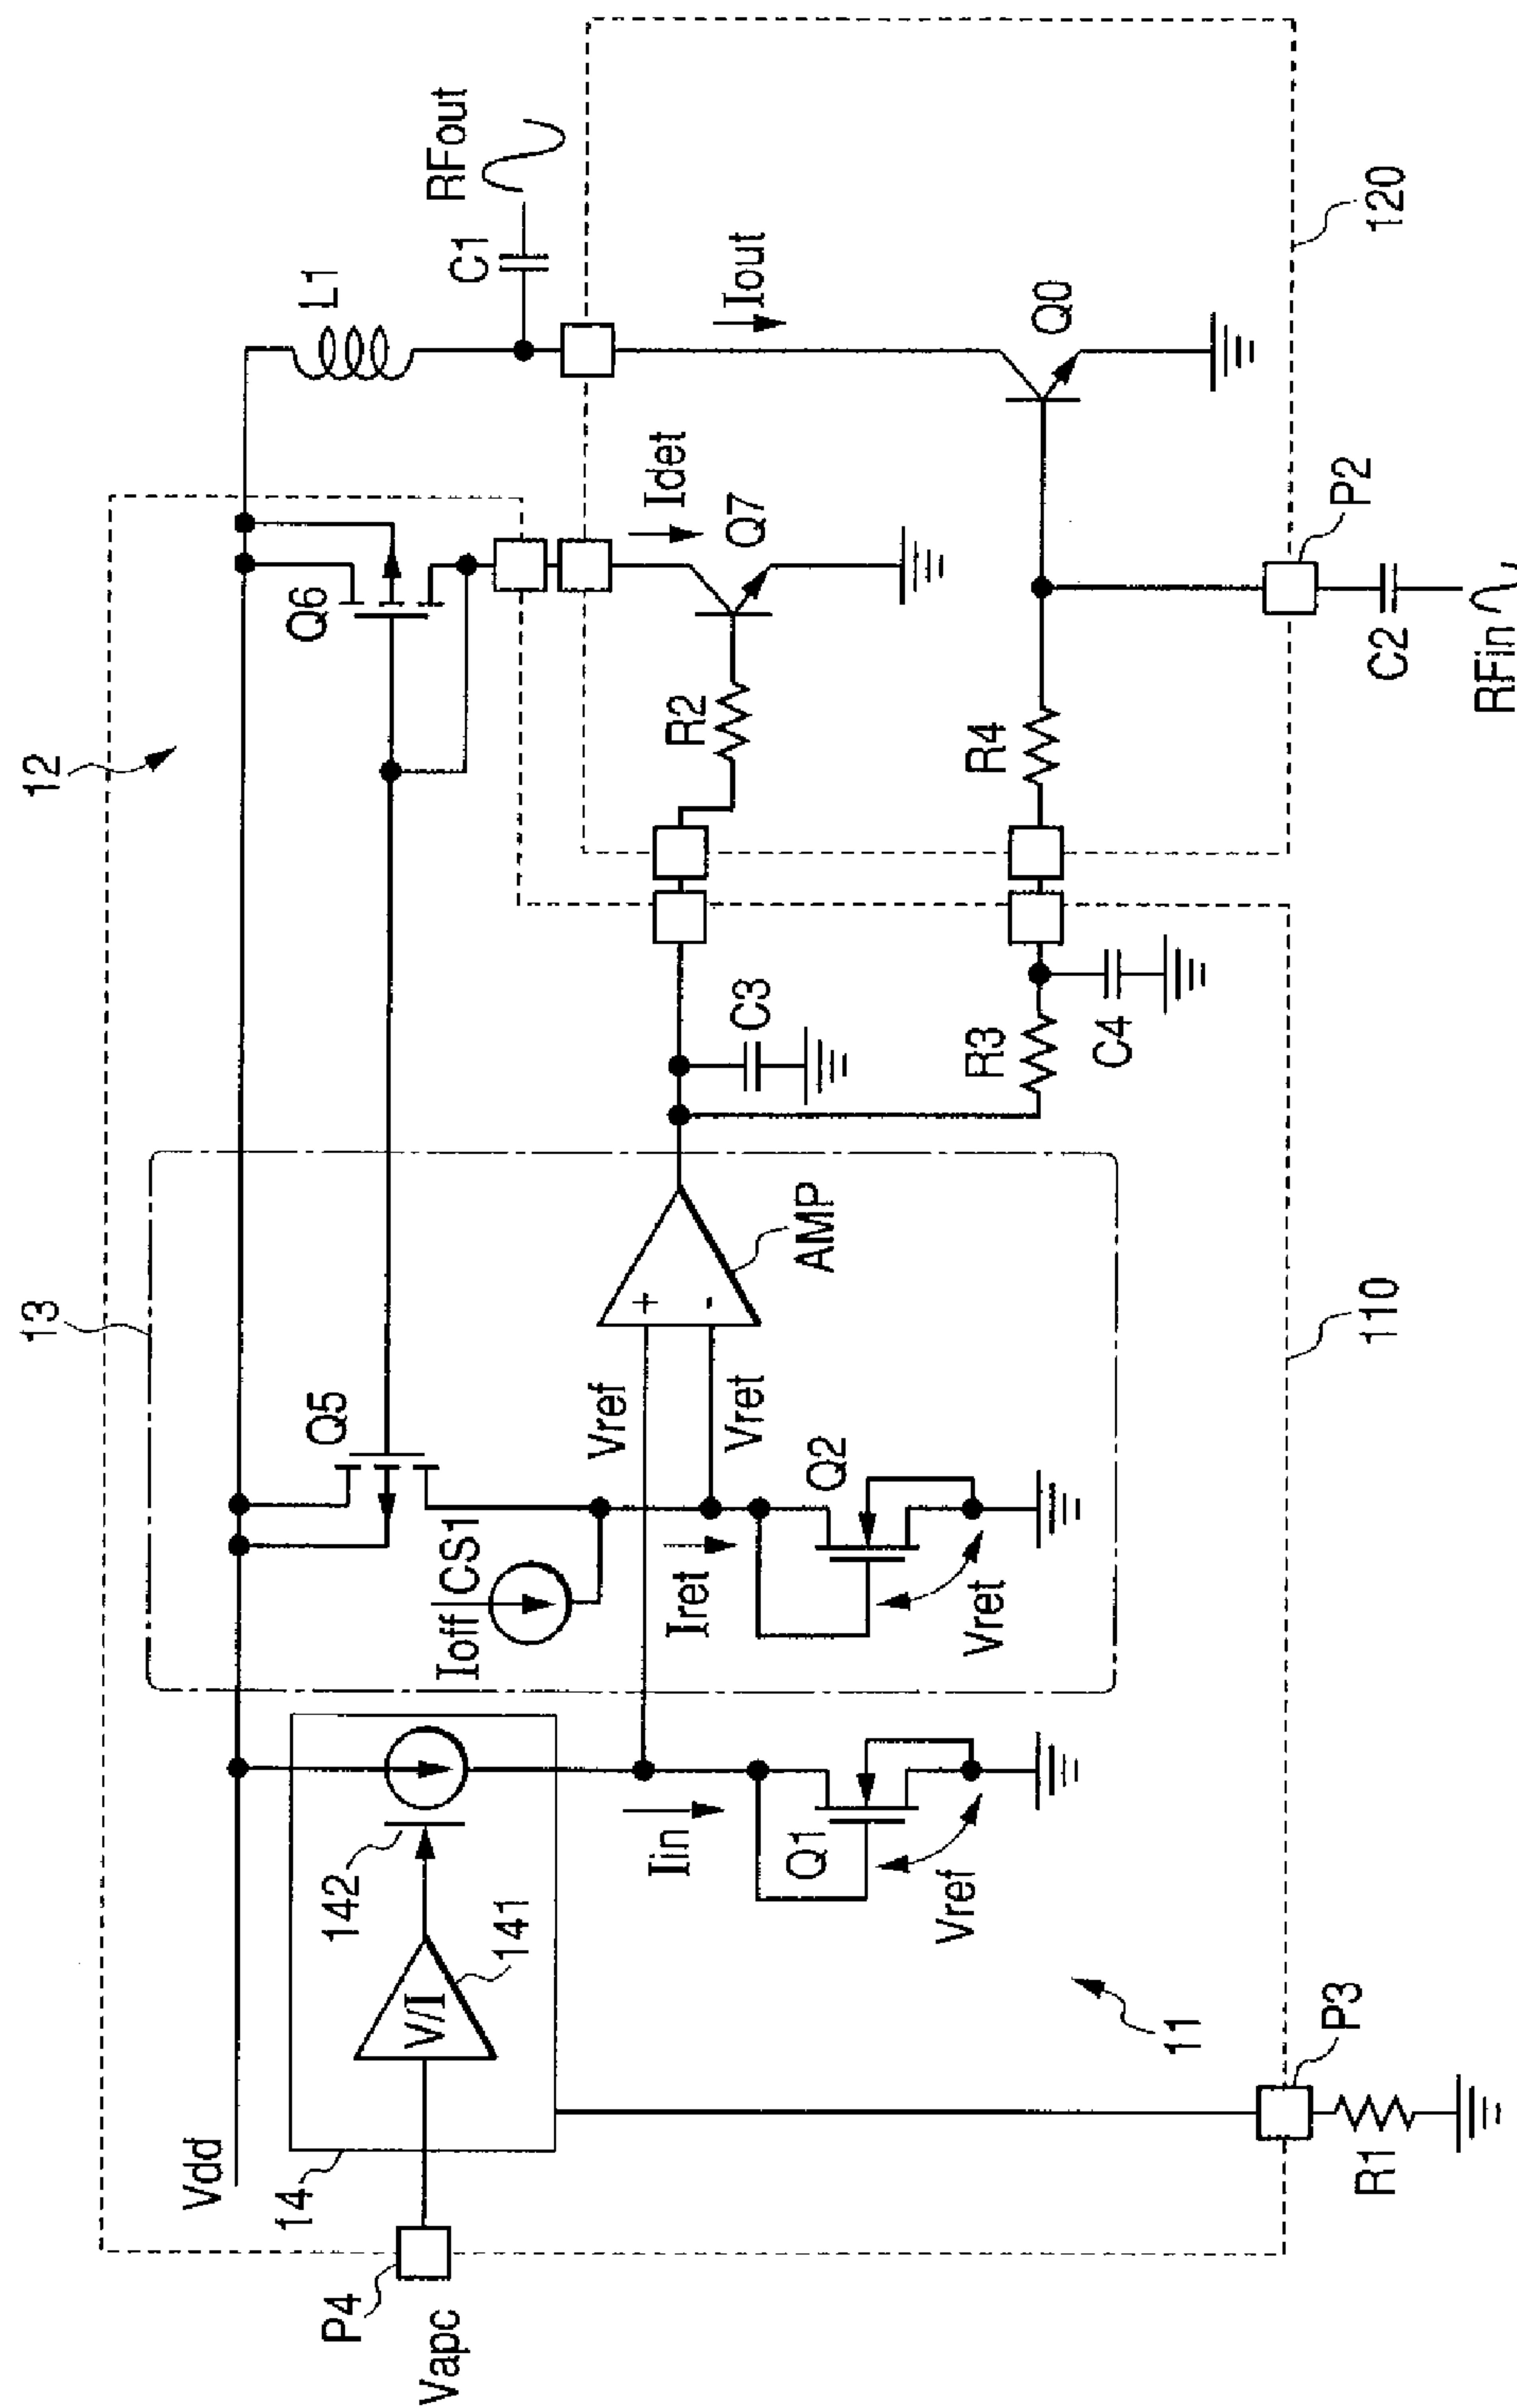 12
13
RFout
C1
L1
Q6
Q5
Idet
Iout
Vdd
142
Ioff
CS1
R2
Q7
P4
Vapc
14
V/I
141
Iin
Vref
Vret
Iret
+
-
AMP
C3
Q0
Q1
Q2
Vref
Vret
R3
R4
C4
11
P3
R1
110
P2
C2
RFin
120